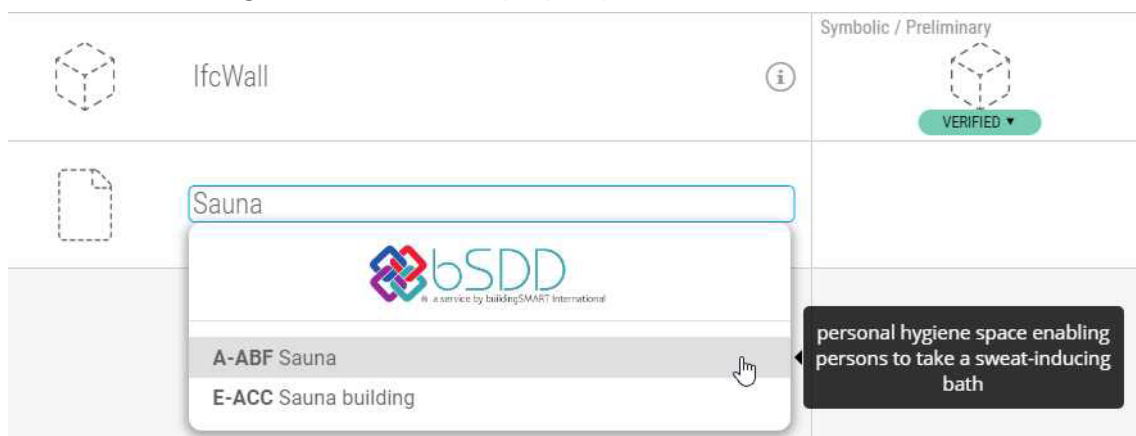 Symbolic / Preliminary
IfcWall
i
VERIFIED ▼
Sauna
bSDD
is a service by buildingSMART International
A-ABF Sauna
E-ACC Sauna building
personal hygiene space enabling
persons to take a sweat-inducing
bath